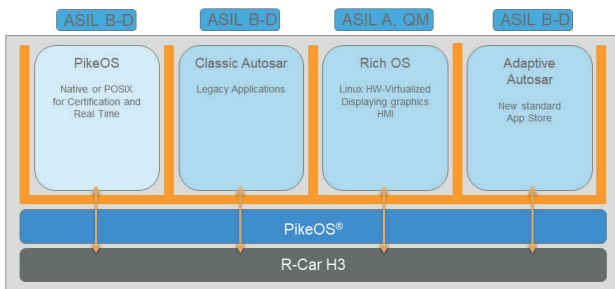 ASIL B-D
ASIL B-D
ASIL A, QM
ASIL B-D
PikeOS
Native or POSIX
for Certification and
Real Time
Classic Autosar
Legacy Applications
Rich OS
Linux HW-Virtualized
Displaying graphics
HMI
Adaptive
Autosar
New standard
App Store
PikeOS®
R-Car H3